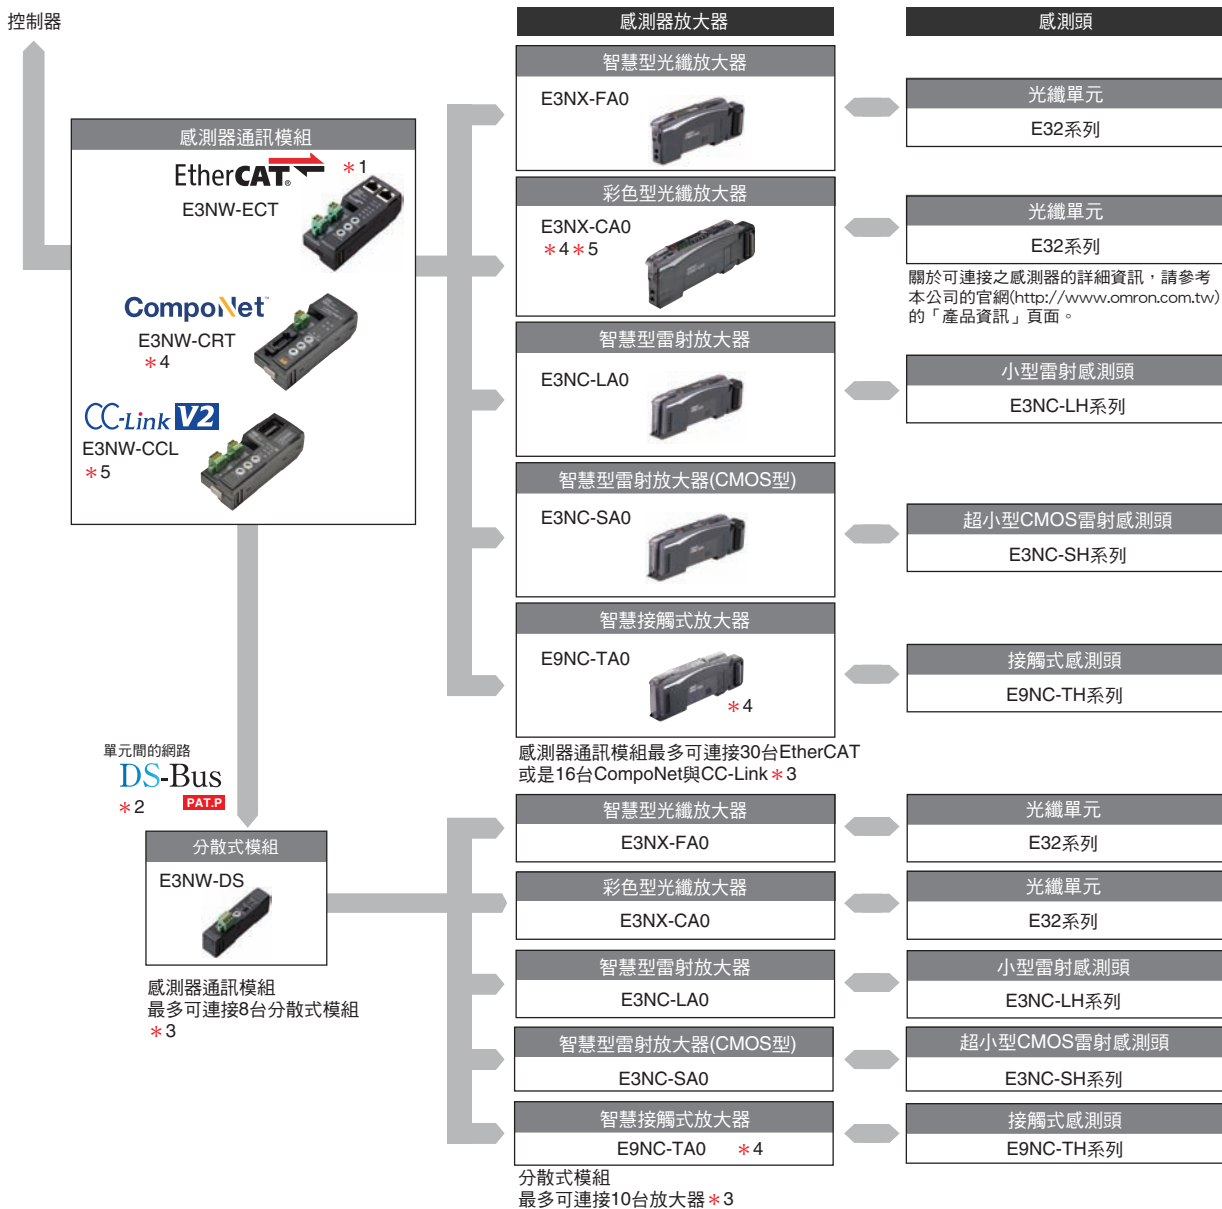 控制器
感測器通訊模組
EtherCAT® *1
E3NW-ECT
CompoNet™
E3NW-CRT
*4
CC-Link V2
E3NW-CCL
*5
單元間的網路
DS-Bus
*2 PAT.P
分散式模組
E3NW-DS
感測器通訊模組
最多可連接8台分散式模組
*3
感測器放大器
智慧型光纖放大器
E3NX-FA0
彩色型光纖放大器
E3NX-CA0
*4*5
智慧型雷射放大器
E3NC-LA0
智慧型雷射放大器(CMOS型)
E3NC-SA0
智慧接觸式放大器
E9NC-TA0
*4
感測器通訊模組最多可連接30台EtherCAT
或是16台CompoNet與CC-Link*3
智慧型光纖放大器
E3NX-FA0
彩色型光纖放大器
E3NX-CA0
智慧型雷射放大器
E3NC-LA0
智慧型雷射放大器(CMOS型)
E3NC-SA0
智慧接觸式放大器
E9NC-TA0 *4
分散式模組
最多可連接10台放大器*3
感測頭
光纖單元
E32系列
光纖單元
E32系列
關於可連接之感測器的詳細資訊，請參考
本公司的官網(http://www.omron.com.tw)
的「產品資訊」頁面。
小型雷射感測頭
E3NC-LH系列
超小型CMOS雷射感測頭
E3NC-SH系列
接觸式感測頭
E9NC-TH系列
光纖單元
E32系列
光纖單元
E32系列
小型雷射感測頭
E3NC-LH系列
超小型CMOS雷射感測頭
E3NC-SH系列
接觸式感測頭
E9NC-TH系列